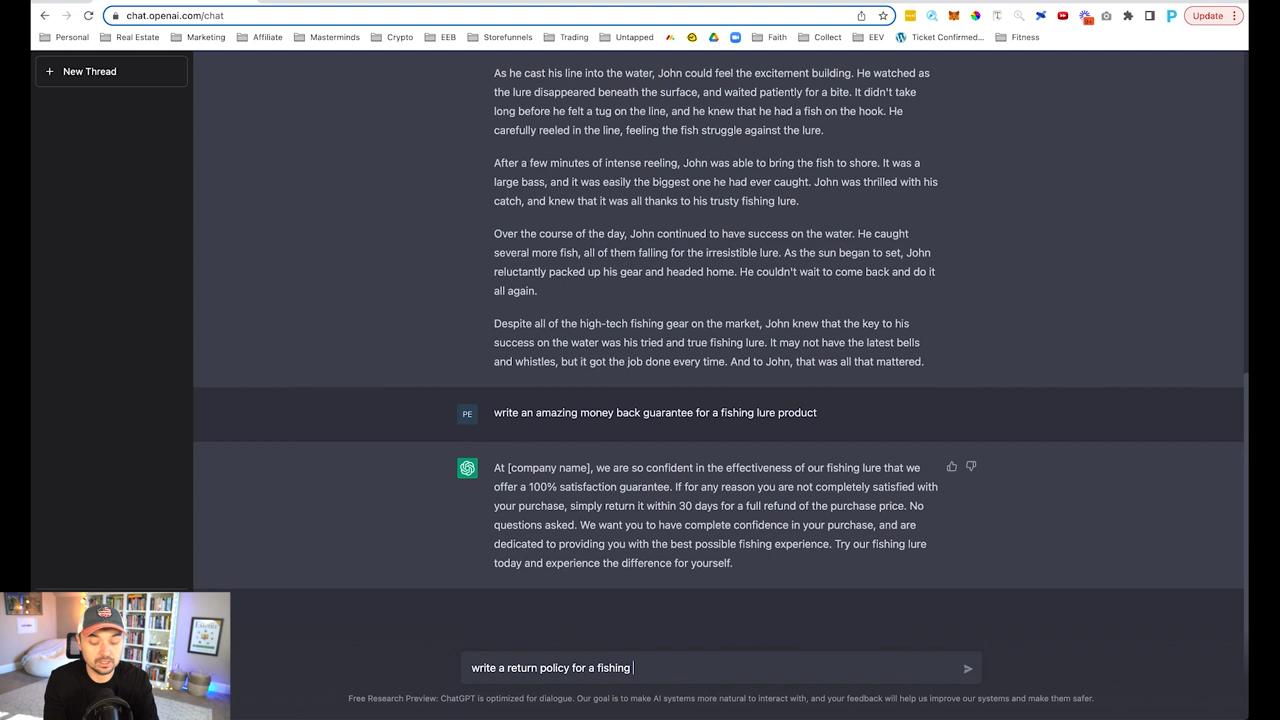 chat.openai.com/chat
Update
Personal Real Estate Marketing Affiliate Masterminds Crypto EEB Storefunnels Trading Untapped Faith Collect EEV Ticket Confirmed... Fitness
+ New Thread
As he cast his line into the water, John could feel the excitement building. He watched as
the lure disappeared beneath the surface, and waited patiently for a bite. It didn't take
long before he felt a tug on the line, and he knew that he had a fish on the hook. He
carefully reeled in the line, feeling the fish struggle against the lure.
After a few minutes of intense reeling, John was able to bring the fish to shore. It was a
large bass, and it was easily the biggest one he had ever caught. John was thrilled with his
catch, and knew that it was all thanks to his trusty fishing lure.
Over the course of the day, John continued to have success on the water. He caught
several more fish, all of them falling for the irresistible lure. As the sun began to set, John
reluctantly packed up his gear and headed home. He couldn't wait to come back and do it
all again.
Despite all of the high-tech fishing gear on the market, John knew that the key to his
success on the water was his tried and true fishing lure. It may not have the latest bells
and whistles, but it got the job done every time. And to John, that was all that mattered.
PE write an amazing money back guarantee for a fishing lure product
At [company name], we are so confident in the effectiveness of our fishing lure that we
offer a 100% satisfaction guarantee. If for any reason you are not completely satisfied with
your purchase, simply return it within 30 days for a full refund of the purchase price. No
questions asked. We want you to have complete confidence in your purchase, and are
dedicated to providing you with the best possible fishing experience. Try our fishing lure
today and experience the difference for yourself.
write a return policy for a fishing
Free Research Preview: ChatGPT is optimized for dialogue. Our goal is to make AI systems more natural to interact with, and your feedback will help us improve our systems and make them safer.